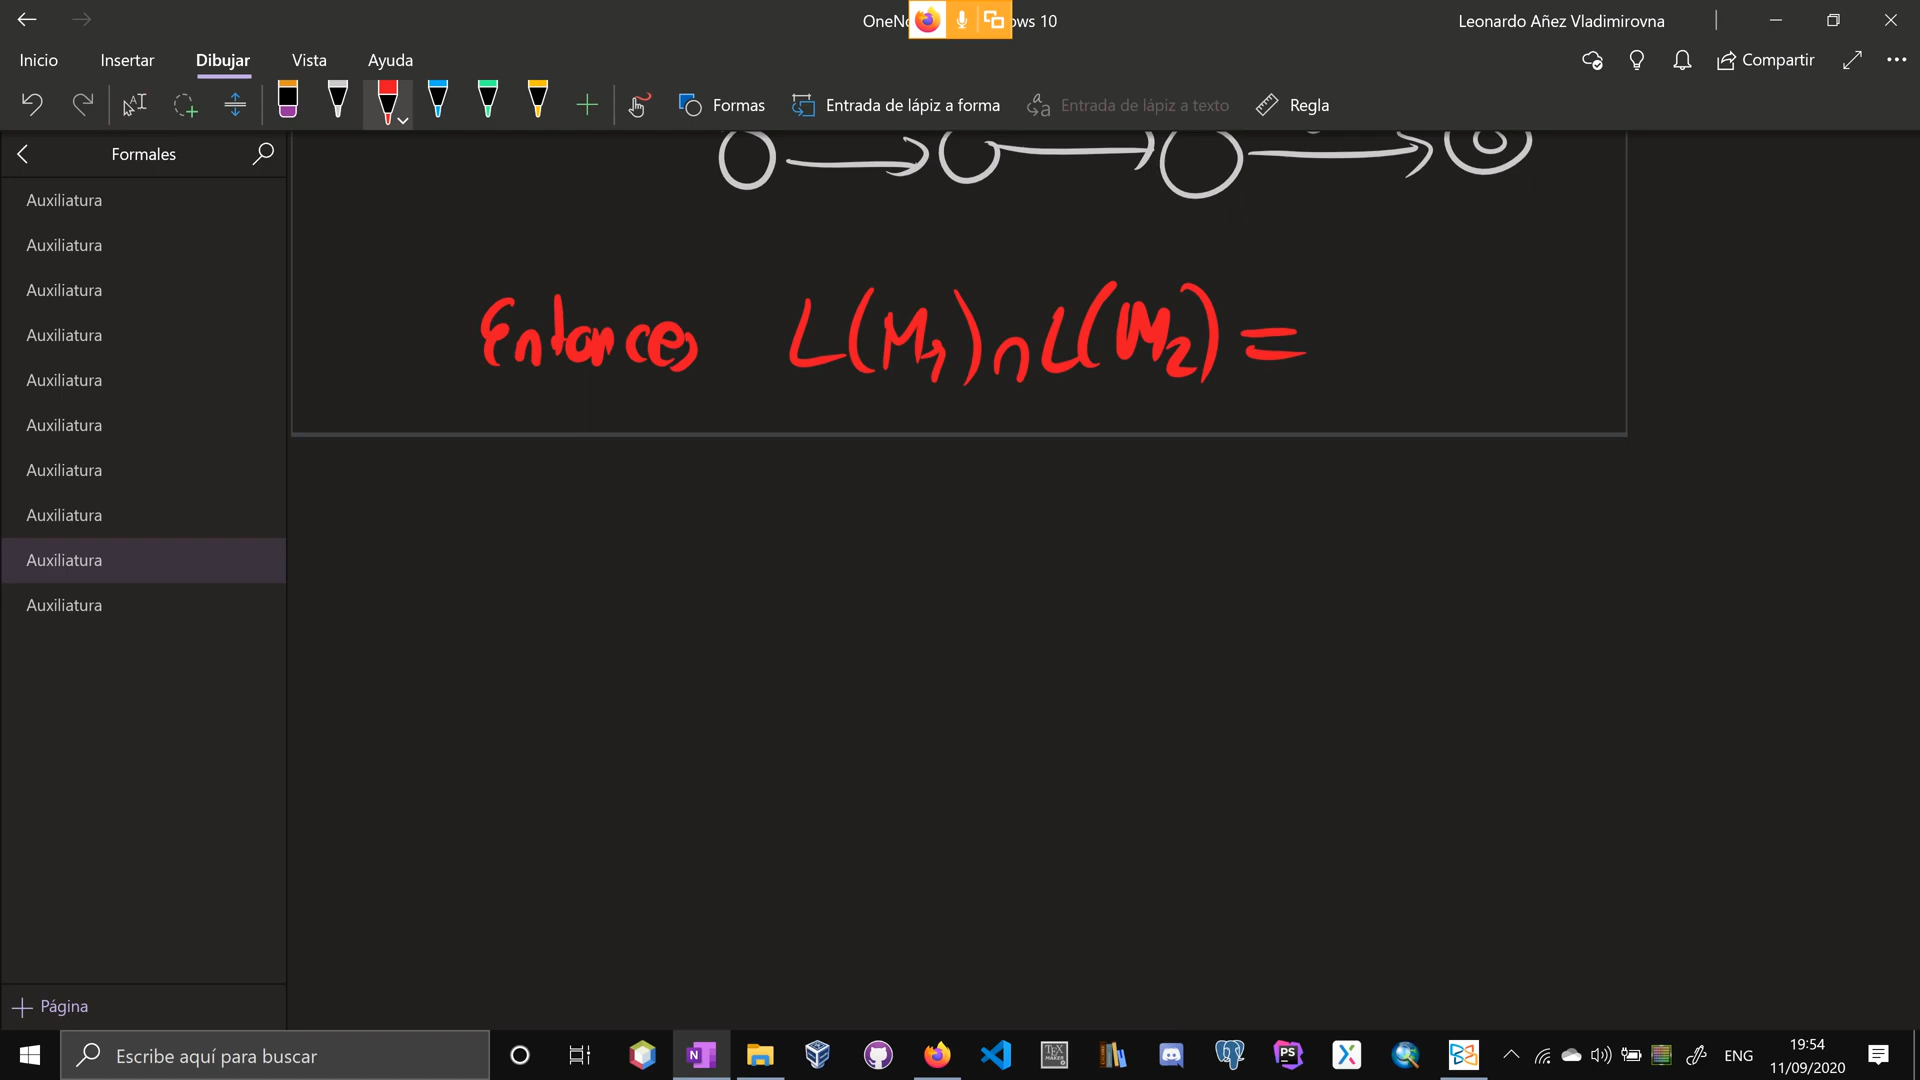 OneNo ows 10
Leonardo Añez Vladimirovna
Inicio Insertar Dibujar Vista Ayuda
Compartir
Formas Entrada de lápiz a forma Entrada de lápiz a texto Regla
Formales
Auxiliatura
Auxiliatura
Auxiliatura
Auxiliatura
Auxiliatura
Auxiliatura
Auxiliatura
Auxiliatura
Auxiliatura
Auxiliatura
Entonces L(M₁)∩L(M₂)=
Página
Escribe aquí para buscar
ENG
19:54
11/09/2020